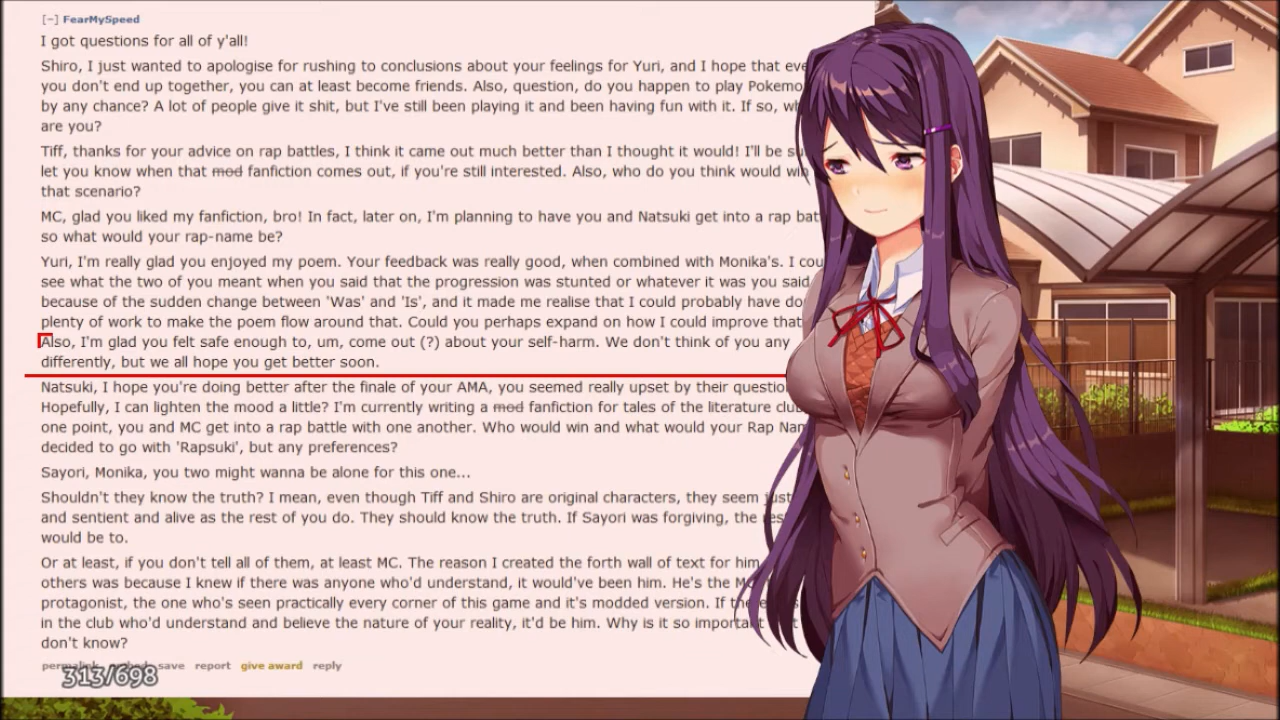 [–] FearMySpeed
I got questions for all of y'all!
Shiro, I just wanted to apologise for rushing to conclusions about your feelings for Yuri, and I hope that eve
you don't end up together, you can at least become friends. Also, question, do you happen to play Pokemo
by any chance? A lot of people give it shit, but I've still been playing it and been having fun with it. If so, wh
are you?
Tiff, thanks for your advice on rap battles, I think it came out much better than I thought it would! I'll be su
let you know when that mod fanfiction comes out, if you're still interested. Also, who do you think would win
that scenario?
MC, glad you liked my fanfiction, bro! In fact, later on, I'm planning to have you and Natsuki get into a rap bat
so what would your rap-name be?
Yuri, I'm really glad you enjoyed my poem. Your feedback was really good, when combined with Monika's. I cou
see what the two of you meant when you said that the progression was stunted or whatever it was you said
because of the sudden change between 'Was' and 'Is', and it made me realise that I could probably have do
plenty of work to make the poem flow around that. Could you perhaps expand on how I could improve that
Also, I'm glad you felt safe enough to, um, come out (?) about your self-harm. We don't think of you any
differently, but we all hope you get better soon.
Natsuki, I hope you're doing better after the finale of your AMA, you seemed really upset by their questio
Hopefully, I can lighten the mood a little? I'm currently writing a mod fanfiction for tales of the literature club
one point, you and MC get into a rap battle with one another. Who would win and what would your Rap Nam
decided to go with 'Rapsuki', but any preferences?
Sayori, Monika, you two might wanna be alone for this one...
Shouldn't they know the truth? I mean, even though Tiff and Shiro are original characters, they seem just
and sentient and alive as the rest of you do. They should know the truth. If Sayori was forgiving, the res
would be to.
Or at least, if you don't tell all of them, at least MC. The reason I created the forth wall of text for him
others was because I knew if there was anyone who'd understand, it would've been him. He's the M
protagonist, the one who's seen practically every corner of this game and it's modded version. If
in the club who'd understand and believe the nature of your reality, it'd be him. Why is it so important
don't know?
permalink embed save report give award reply
313/698